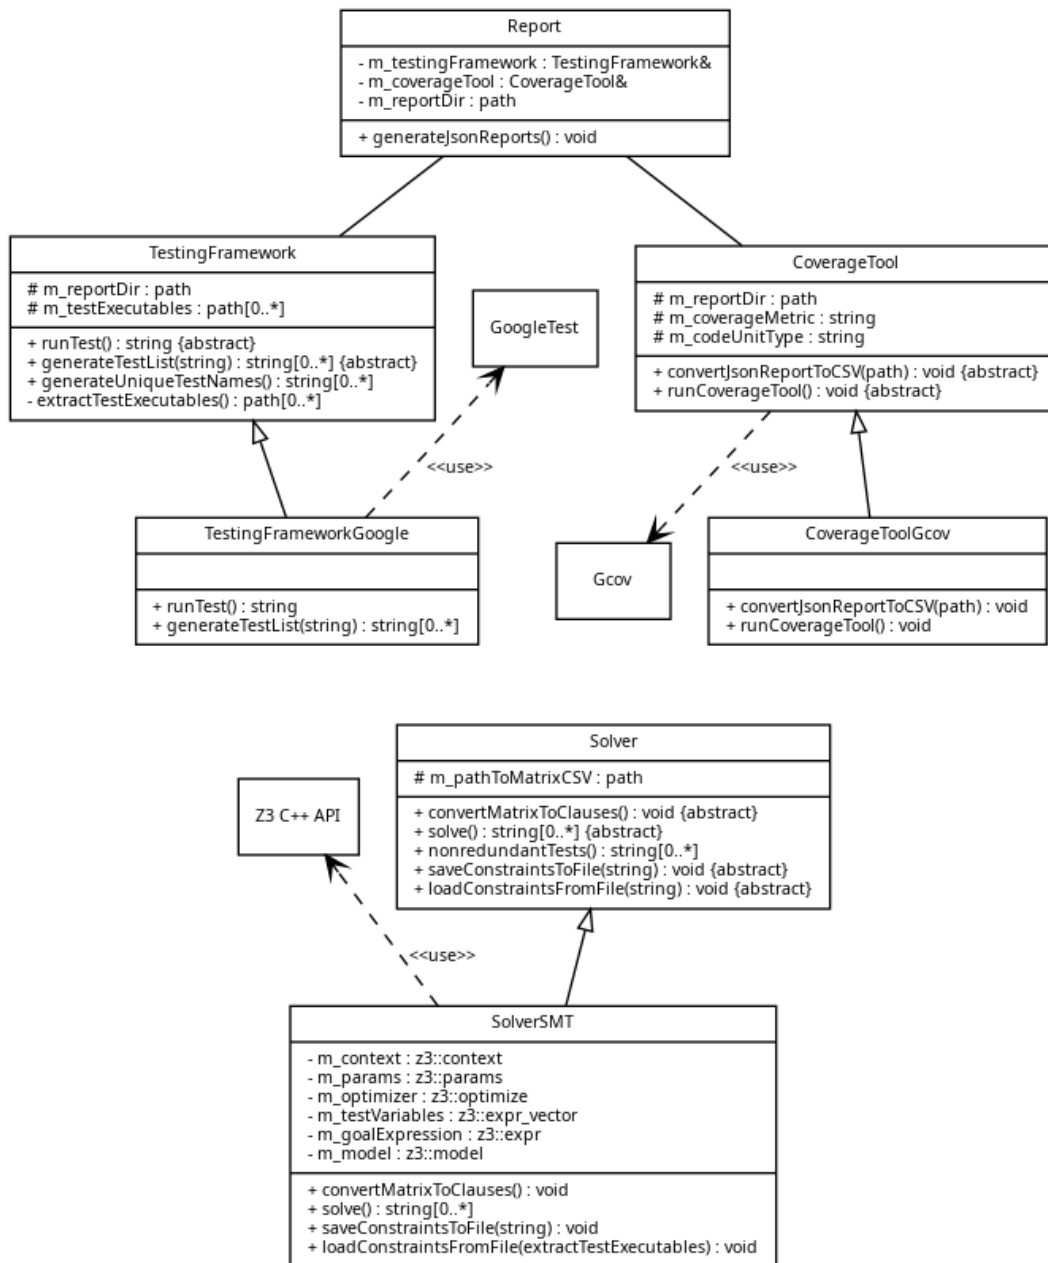 Report
- m_testingFramework : TestingFramework&
- m_coverageTool : CoverageTool&
- m_reportDir : path
+ generateJsonReports() : void
TestingFramework
# m_reportDir : path
# m_testExecutables : path[0..*]
+ runTest() : string {abstract}
+ generateTestList(string) : string[0..*] {abstract}
+ generateUniqueTestNames() : string[0..*]
- extractTestExecutables() : path[0..*]
GoogleTest
CoverageTool
# m_reportDir : path
# m_coverageMetric : string
# m_codeUnitType : string
+ convertJsonReportToCSV(path) : void {abstract}
+ runCoverageTool() : void {abstract}
<<use>>
<<use>>
TestingFrameworkGoogle
+ runTest() : string
+ generateTestList(string) : string[0..*]
Gcov
CoverageToolGcov
+ convertJsonReportToCSV(path) : void
+ runCoverageTool() : void
Z3 C++ API
Solver
# m_pathToMatrixCSV : path
+ convertMatrixToClauses() : void {abstract}
+ solve() : string[0..*] {abstract}
+ nonredundantTests() : string[0..*]
+ saveConstraintsToFile(string) : void {abstract}
+ loadConstraintsFromFile(string) : void {abstract}
<<use>>
SolverSMT
- m_context : z3::context
- m_params : z3::params
- m_optimizer : z3::optimize
- m_testVariables : z3::expr_vector
- m_goalExpression : z3::expr
- m_model : z3::model
+ convertMatrixToClauses() : void
+ solve() : string[0..*]
+ saveConstraintsToFile(string) : void
+ loadConstraintsFromFile(extractTestExecutables) : void